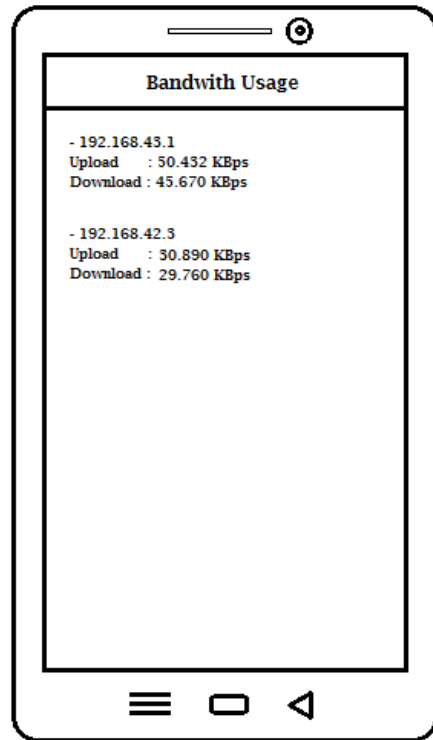 Bandwith Usage
- 192.168.43.1
Upload : 50.432 KBps
Download : 45.670 KBps
- 192.168.42.3
Upload : 30.890 KBps
Download : 29.760 KBps